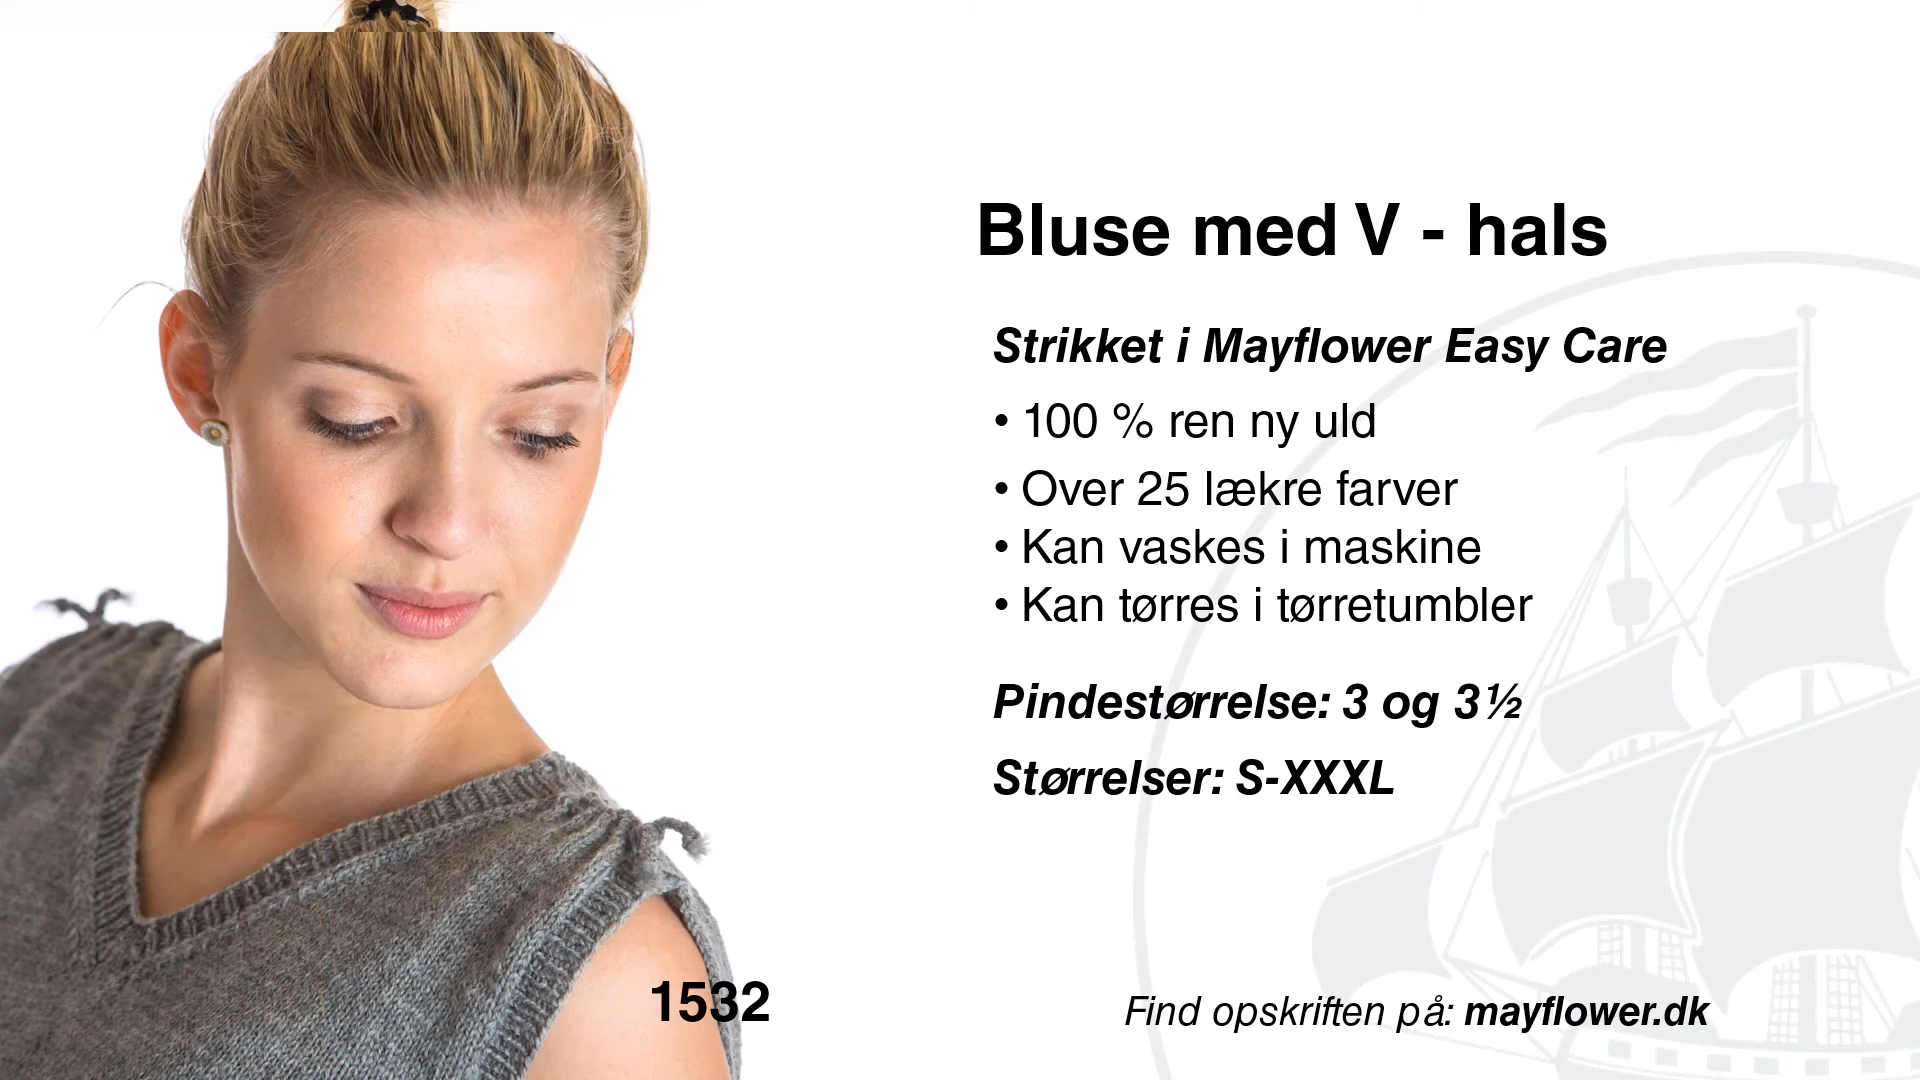 Bluse med V - hals
Strikket i Mayflower Easy Care
• 100 % ren ny uld
• Over 25 lækre farver
• Kan vaskes i maskine
• Kan tørres i tørretumbler
Pindestørrelse: 3 og 3½
Størrelser: S-XXXL
1532
Find opskriften på: mayflower.dk